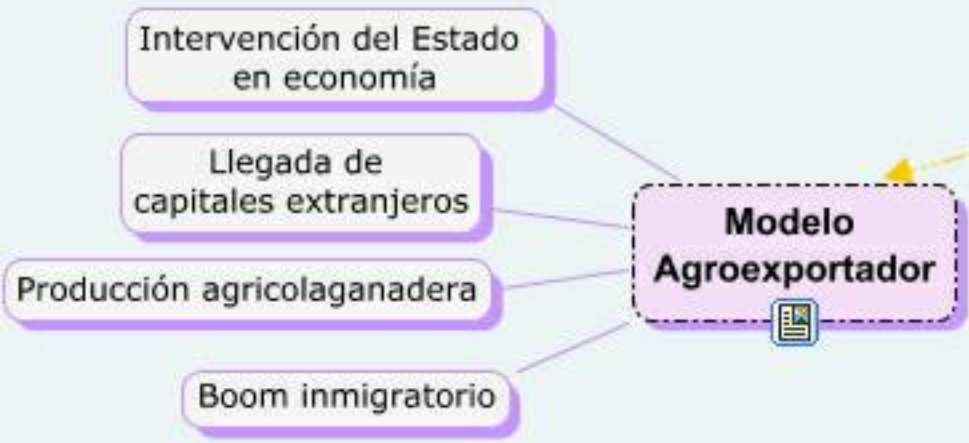 Intervención del Estado
en economía
Llegada de
capitales extranjeros
Producción agricolaganadera
Boom inmigratorio
Modelo
Agroexportador